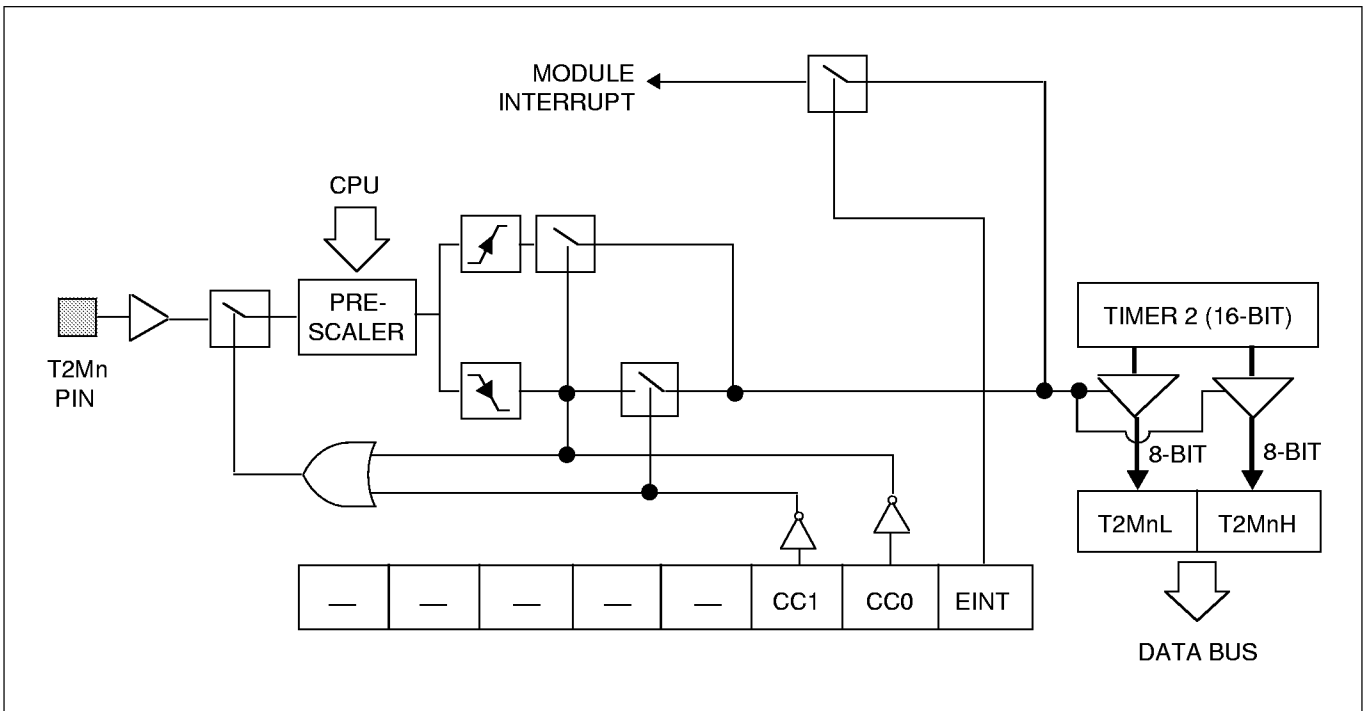 MODULE
INTERRUPT
CPU
PRE-
SCALER
T2Mn
PIN
TIMER 2 (16-BIT)
8-BIT
8-BIT
T2MnL
T2MnH
— — — — — CC1 CC0 EINT
DATA BUS